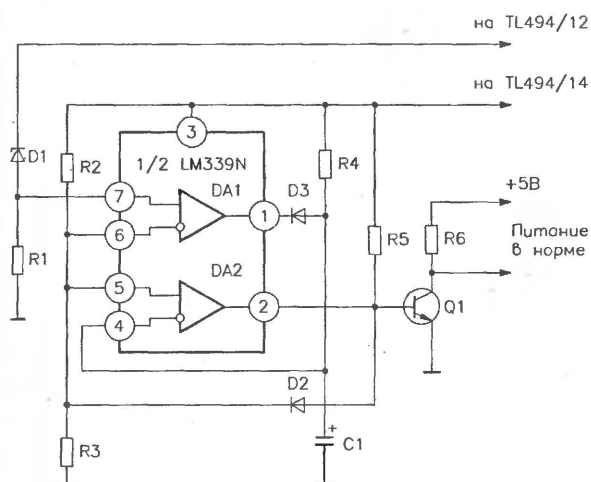 на TL494/12
на TL494/14
3
D1
R2
1/2 LM339N
R4
+5В
7
DA1
1
D3
R5
R6
Питание
в норме
6
R1
DA2
5
2
Q1
4
D2
+
R3
C1